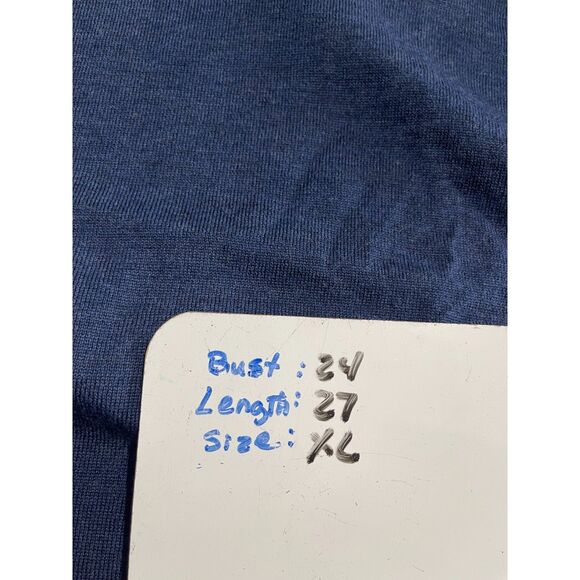 Bust: 24
Length: 27
Size: XL